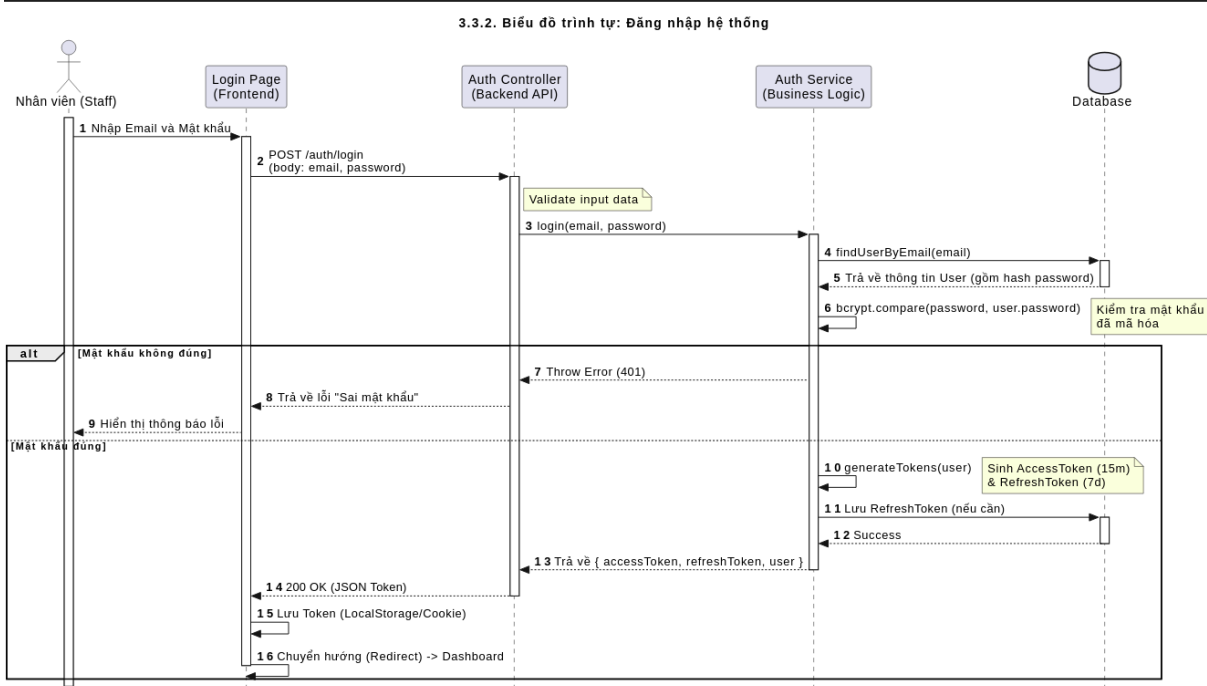 3.3.2. Biểu đồ trình tự: Đăng nhập hệ thống
Nhân viên (Staff)
Login Page
(Frontend)
Auth Controller
(Backend API)
Auth Service
(Business Logic)
Database
1 Nhập Email và Mật khẩu
2 POST /auth/login
(body: email, password)
Validate input data
3 login(email, password)
4 findUserByEmail(email)
5 Trả về thông tin User (gồm hash password)
6 bcrypt.compare(password, user.password)
Kiểm tra mật khẩu
đã mã hóa
alt [Mật khẩu không đúng]
7 Throw Error (401)
8 Trả về lỗi "Sai mật khẩu"
9 Hiển thị thông báo lỗi
[Mật khẩu đúng]
10 generateTokens(user)
Sinh AccessToken (15m)
& RefreshToken (7d)
11 Lưu RefreshToken (nếu cần)
12 Success
13 Trả về { accessToken, refreshToken, user }
14 200 OK (JSON Token)
15 Lưu Token (LocalStorage/Cookie)
16 Chuyển hướng (Redirect) -> Dashboard